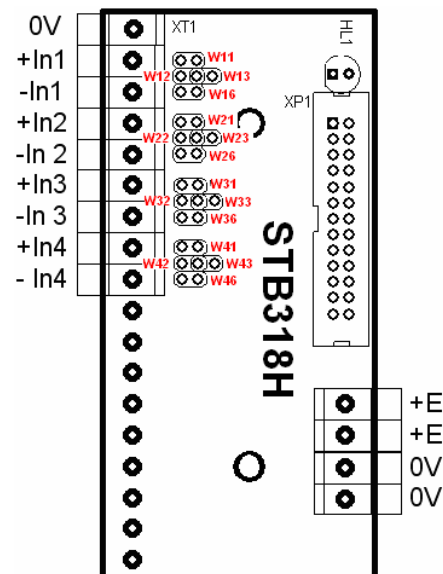 0V
XT1
HL1
+In1
W11
W12
W13
-In1
W16
XP1
+In2
W21
W22
W23
-In 2
W26
+In3
W31
W32
W33
-In 3
W36
+In4
W41
W42
W43
- In4
W46
STB318H
+E
+E
0V
0V